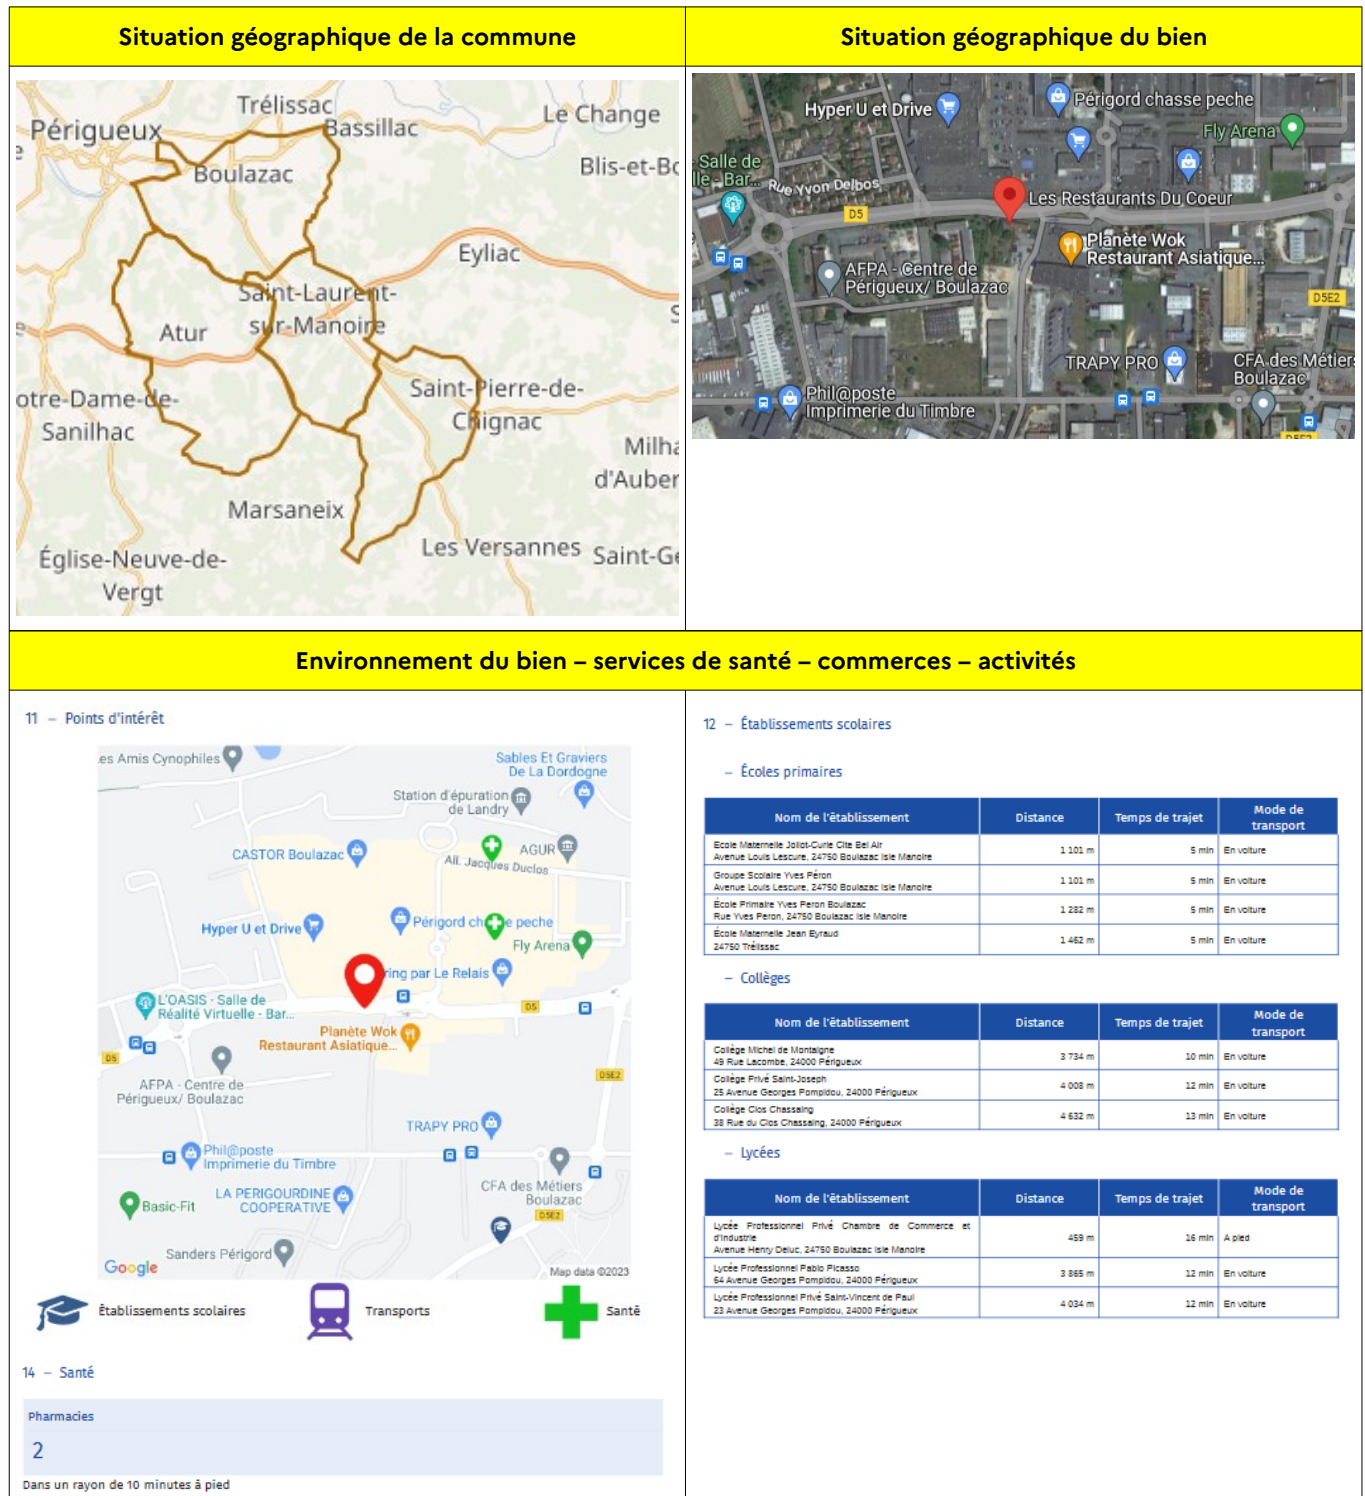 Situation géographique de la commune
Situation géographique du bien
Trélissac
Le Change
Périgueux
Bassillac
Boulazac
Blis-et-Bo
Eyliac
Saint-Laurent-
sur-Manoire
Atur
Saint-Pierre-de-
Chignac
otre-Dame-de-
Sanilhac
Milha
d'Auber
Marsaneix
Les Versannes
Saint-Ge
Église-Neuve-de-
Vergt
Hyper U et Drive
Périgord chasse peche
Fly Arena
Salle de
lle - Bar...
Rue Yvon Delbos
D5
Les Restaurants Du Coeur
Planète Wok
Restaurant Asiatique...
AFPA - Centre de
Périgueux/ Boulazac
D5E2
TRAPY PRO
CFA des Métiers
Boulazac
Phil@poste
Imprimerie du Timbre
D5E2
Environnement du bien – services de santé – commerces – activités
11 – Points d'intérêt
es Amis Cynophiles
Sables Et Graviers
De La Dordogne
Station d'épuration
de Landry
CASTOR Boulazac
AGUR
All. Jacques Duclos
Hyper U et Drive
Périgord ch e peche
Fly Arena
ring par Le Relais
L'OASIS - Salle de
Réalité Virtuelle - Bar...
D5
Planète Wok
Restaurant Asiatique...
D5
AFPA - Centre de
Périgueux/ Boulazac
D5E2
TRAPY PRO
Phil@poste
Imprimerie du Timbre
CFA des Métiers
Boulazac
LA PERIGOURDINE
COOPERATIVE
Basic-Fit
D5E2
Sanders Périgord
Google
Map data ©2023
Établissements scolaires
Transports
Santé
14 – Santé
Pharmacies
2
Dans un rayon de 10 minutes à pied
12 – Établissements scolaires
– Écoles primaires
Nom de l'établissement Distance Temps de trajet Mode de transport
Ecole Maternelle Joliot-Curie Cite Bel Air
Avenue Louis Lescure, 24750 Boulazac Isle Manoire
1 101 m 5 min En voiture
Groupe Scolaire Yves Péron
Avenue Louis Lescure, 24750 Boulazac Isle Manoire
1 101 m 5 min En voiture
École Primaire Yves Peron Boulazac
Rue Yves Peron, 24750 Boulazac Isle Manoire
1 282 m 5 min En voiture
École Maternelle Jean Eyraud
24750 Trélissac
1 462 m 5 min En voiture
– Collèges
Nom de l'établissement Distance Temps de trajet Mode de transport
Collège Michel de Montaigne
49 Rue Lacombe, 24000 Périgueux
3 734 m 10 min En voiture
Collège Privé Saint-Joseph
25 Avenue Georges Pompidou, 24000 Périgueux
4 008 m 12 min En voiture
Collège Clos Chassaing
38 Rue du Clos Chassaing, 24000 Périgueux
4 632 m 13 min En voiture
– Lycées
Nom de l'établissement Distance Temps de trajet Mode de transport
Lycée Professionnel Privé Chambre de Commerce et
d'Industrie
Avenue Henry Deluc, 24750 Boulazac Isle Manoire
459 m 16 min A pied
Lycée Professionnel Pablo Picasso
64 Avenue Georges Pompidou, 24000 Périgueux
3 865 m 12 min En voiture
Lycée Professionnel Privé Saint-Vincent de Paul
23 Avenue Georges Pompidou, 24000 Périgueux
4 034 m 12 min En voiture